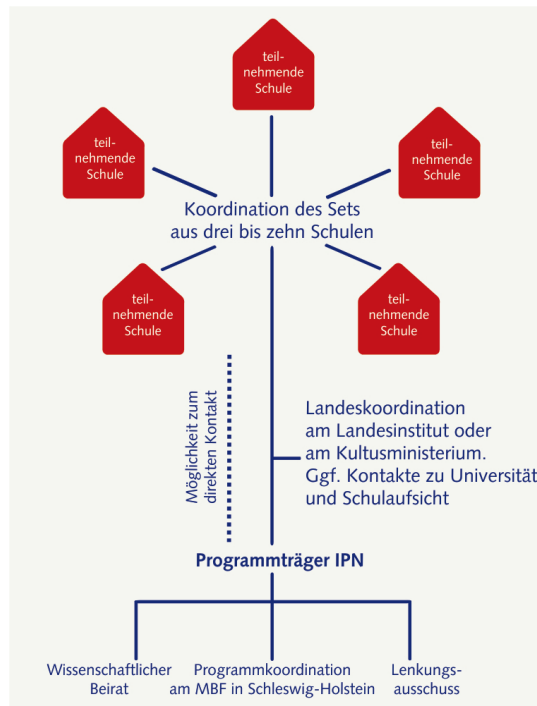 teil-
nehmende
Schule
teil-
nehmende
Schule
teil-
nehmende
Schule
Koordination des Sets
aus drei bis zehn Schulen
teil-
nehmende
Schule
teil-
nehmende
Schule
Möglichkeit zum
direkten Kontakt
Landeskoordination
am Landesinstitut oder
am Kultusministerium.
Ggf. Kontakte zu Universität
und Schulaufsicht
Programmträger IPN
Wissenschaftlicher
Beirat
Programmkoordination
am MBF in Schleswig-Holstein
Lenkungs-
ausschuss